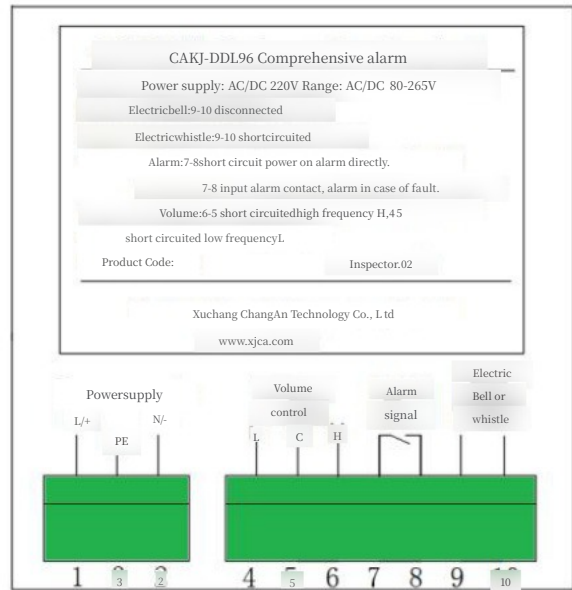 CAKJ-DDL96 Comprehensive alarm
Power supply: AC/DC 220V Range: AC/DC 80-265V
Electricbell:9-10 disconnected
Electricwhistle:9-10 shortcircuited
Alarm:7-8short circuit power on alarm directly.
7-8 input alarm contact, alarm in case of fault.
Volume:6-5 short circuitedhigh frequency H,45
short circuited low frequencyL
Product Code: Inspector.02
Xuchang ChangAn Technology Co., Ltd
www.xjca.com
Powersupply
L/+ PE N/-
Volume
control
L C H
Alarm
signal
Electric
Bell or
whistle
1 3 2 4 5 6 7 8 9 10